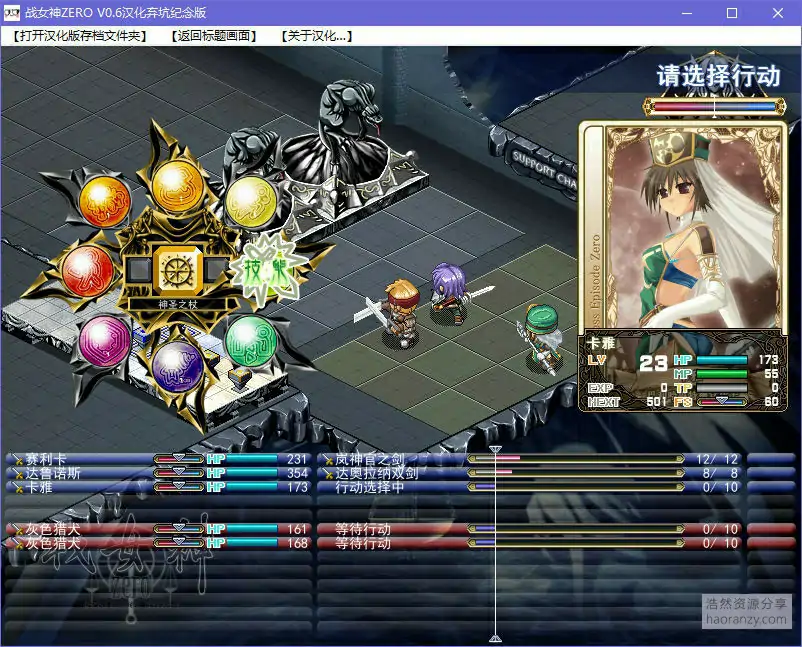 战女神ZERO V0.6汉化弃坑纪念版
【打开汉化版存档文件夹】 【返回标题画面】 【关于汉化...】
请选择行动
SUPPORT CHA
ss Episode Zero
技能
神圣之杖
卡雅
LV 23 HP 173
MP 55
EXP 0 TP 0
NEXT 501 FS 60
赛利卡 HP 231 岚神官之剑 12/ 12
达鲁诺斯 HP 354 达奥拉纳双剑 8/ 8
卡雅 HP 173 行动选择中 0/ 10
灰色猎犬 HP 161 等待行动 0/ 10
灰色猎犬 HP 168 等待行动 0/ 10
战女神
ZERO
浩然资源分享
haoranzy.com